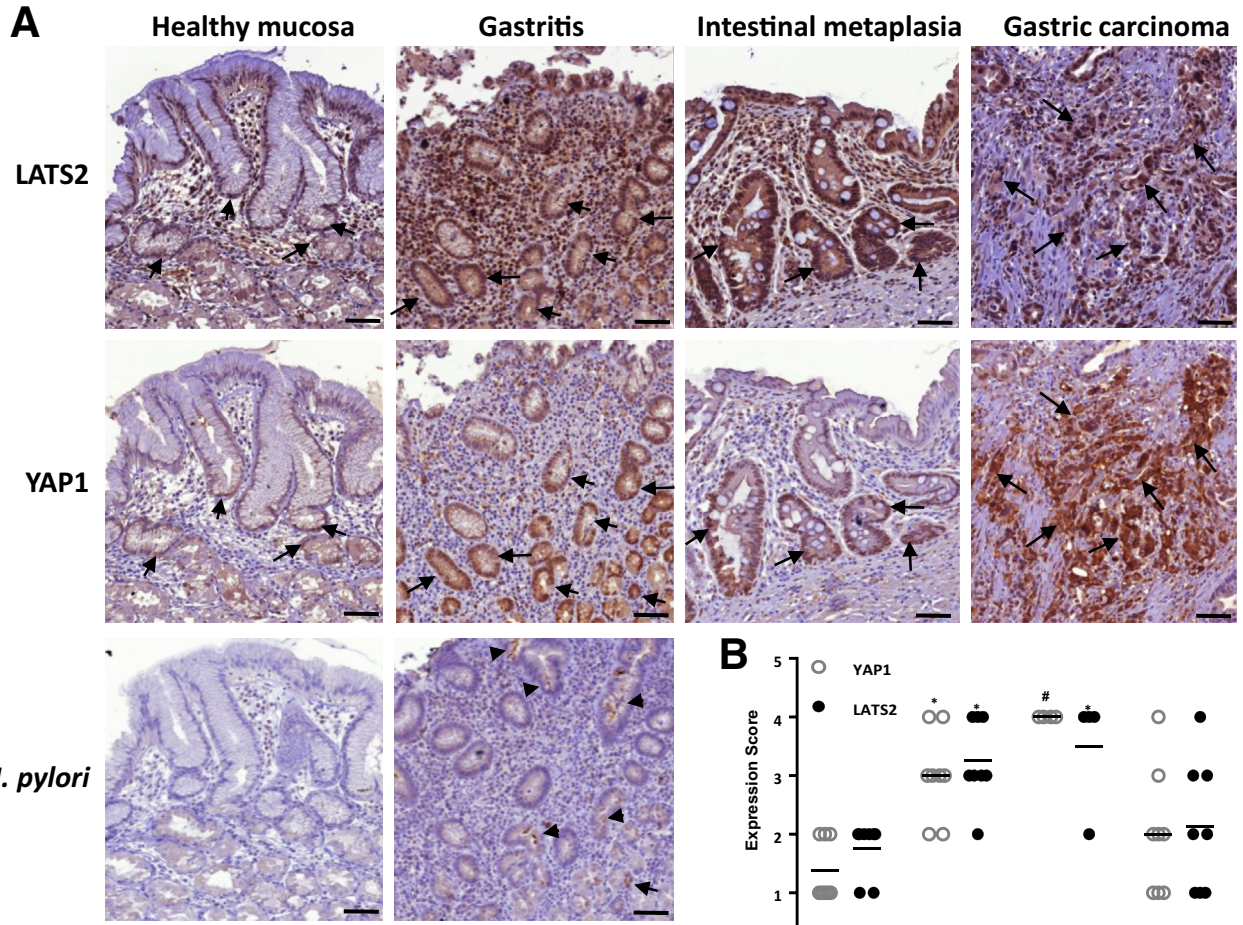 A
Healthy mucosa Gastritis Intestinal metaplasia Gastric carcinoma
LATS2
YAP1
. pylori
B
Expression Score
5
4
3
2
1
YAP1
LATS2
* * # *